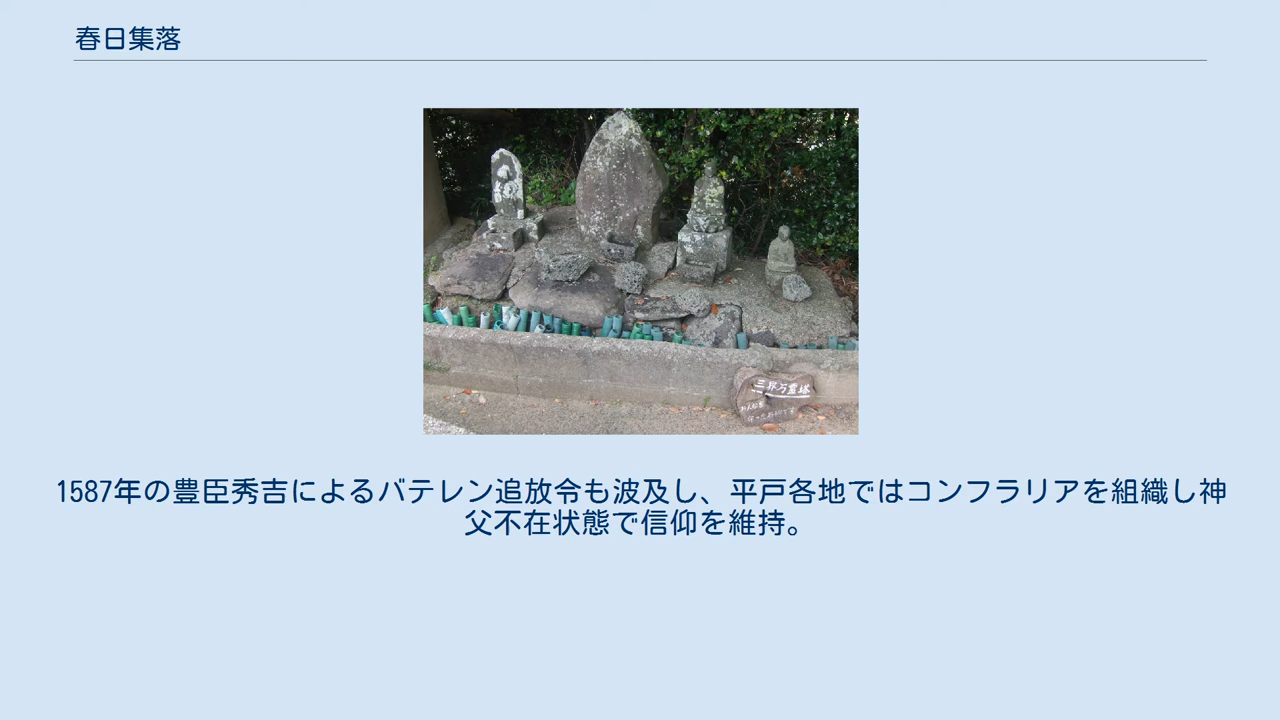 春日集落
三界万霊塔
1587年の豊臣秀吉によるバテレン追放令も波及し、平戸各地ではコンフラリアを組織し神
父不在状態で信仰を維持。